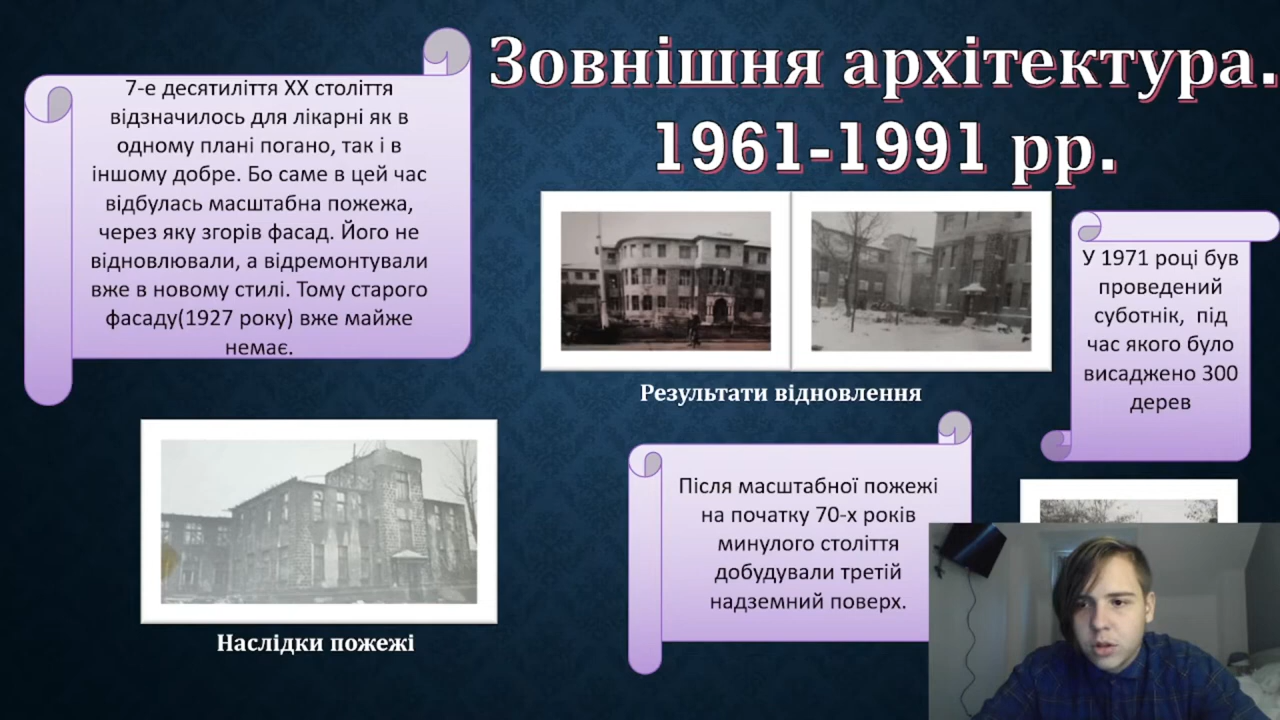 Зовнішня архітектура.
1961-1991 рр.
7-е десятиліття ХХ століття
відзначилось для лікарні як в
одному плані погано, так і в
іншому добре. Бо саме в цей час
відбулась масштабна пожежа,
через яку згорів фасад. Його не
відновлювали, а відремонтували
вже в новому стилі. Тому старого
фасаду(1927 року) вже майже
немає.
Результати відновлення
У 1971 році був
проведений
суботнік, під
час якого було
висаджено 300
дерев
Наслідки пожежі
Після масштабної пожежі
на початку 70-х років
минулого століття
добудували третій
надземний поверх.